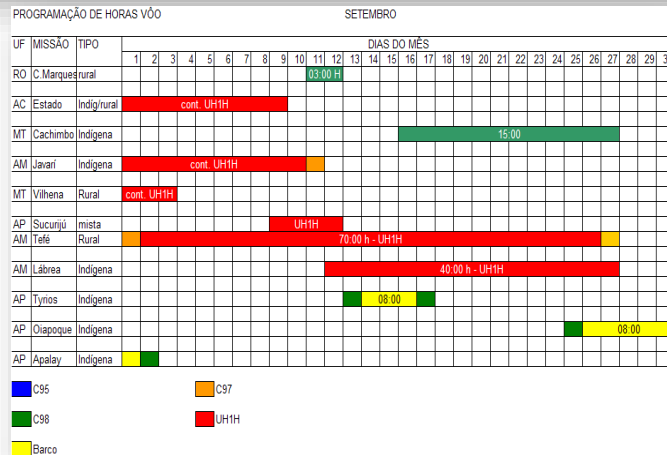 PROGRAMAÇÃO DE HORAS VÔO SETEMBRO
UF MISSÃO TIPO DIAS DO MÊS
1 2 3 4 5 6 7 8 9 10 11 12 13 14 15 16 17 18 19 20 21 22 23 24 25 26 27 28 29
RO C.Marques rural 03:00 H
AC Estado Indíg/rural cont. UH1H
MT Cachimbo Indígena 15:00
AM Javarí Indígena cont. UH1H
MT Vilhena Rural cont. UH1H
AP Sucurijú mista UH1H
AM Tefé Rural 70:00 h - UH1H
AM Lábrea Indígena 40:00 h - UH1H
AP Tyrios Indígena 08:00
AP Oiapoque Indígena 08:00
AP Apalay Indígena
C95 C97
C98 UH1H
Barco